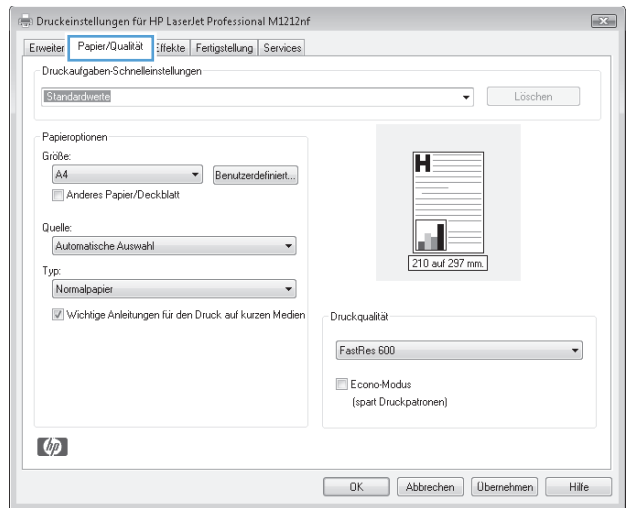 Druckeinstellungen für HP LaserJet Professional M1212nf
Erweiter Papier/Qualität Effekte Fertigstellung Services
Druckaufgaben-Schnelleinstellungen
Standardwerte
Löschen
Papieroptionen
Größe:
A4
Benutzerdefiniert...
Anderes Papier/Deckblatt
Quelle:
Automatische Auswahl
Typ:
Normalpapier
Wichtige Anleitungen für den Druck auf kurzen Medien
H
210 auf 297 mm.
Druckqualität
FastRes 600
Econo-Modus
(spart Druckpatronen)
hp
OK Abbrechen Übernehmen Hilfe